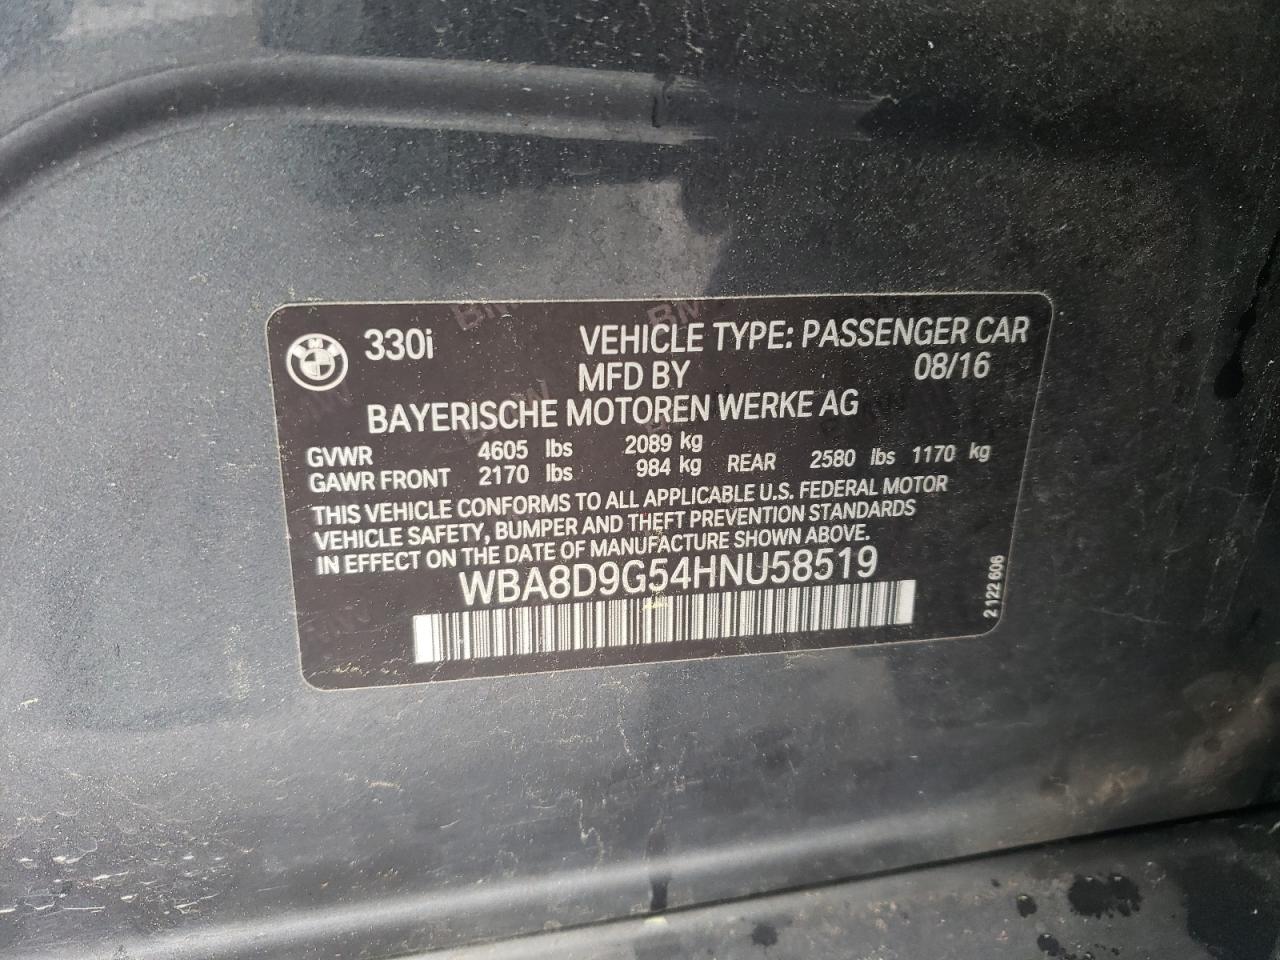 330i VEHICLE TYPE: PASSENGER CAR
MFD BY 08/16
BAYERISCHE MOTOREN WERKE AG
GVWR 4605 lbs 2089 kg
GAWR FRONT 2170 lbs 984 kg REAR 2580 lbs 1170 kg
THIS VEHICLE CONFORMS TO ALL APPLICABLE U.S. FEDERAL MOTOR
VEHICLE SAFETY, BUMPER AND THEFT PREVENTION STANDARDS
IN EFFECT ON THE DATE OF MANUFACTURE SHOWN ABOVE.
WBA8D9G54HNU58519
2 122 606